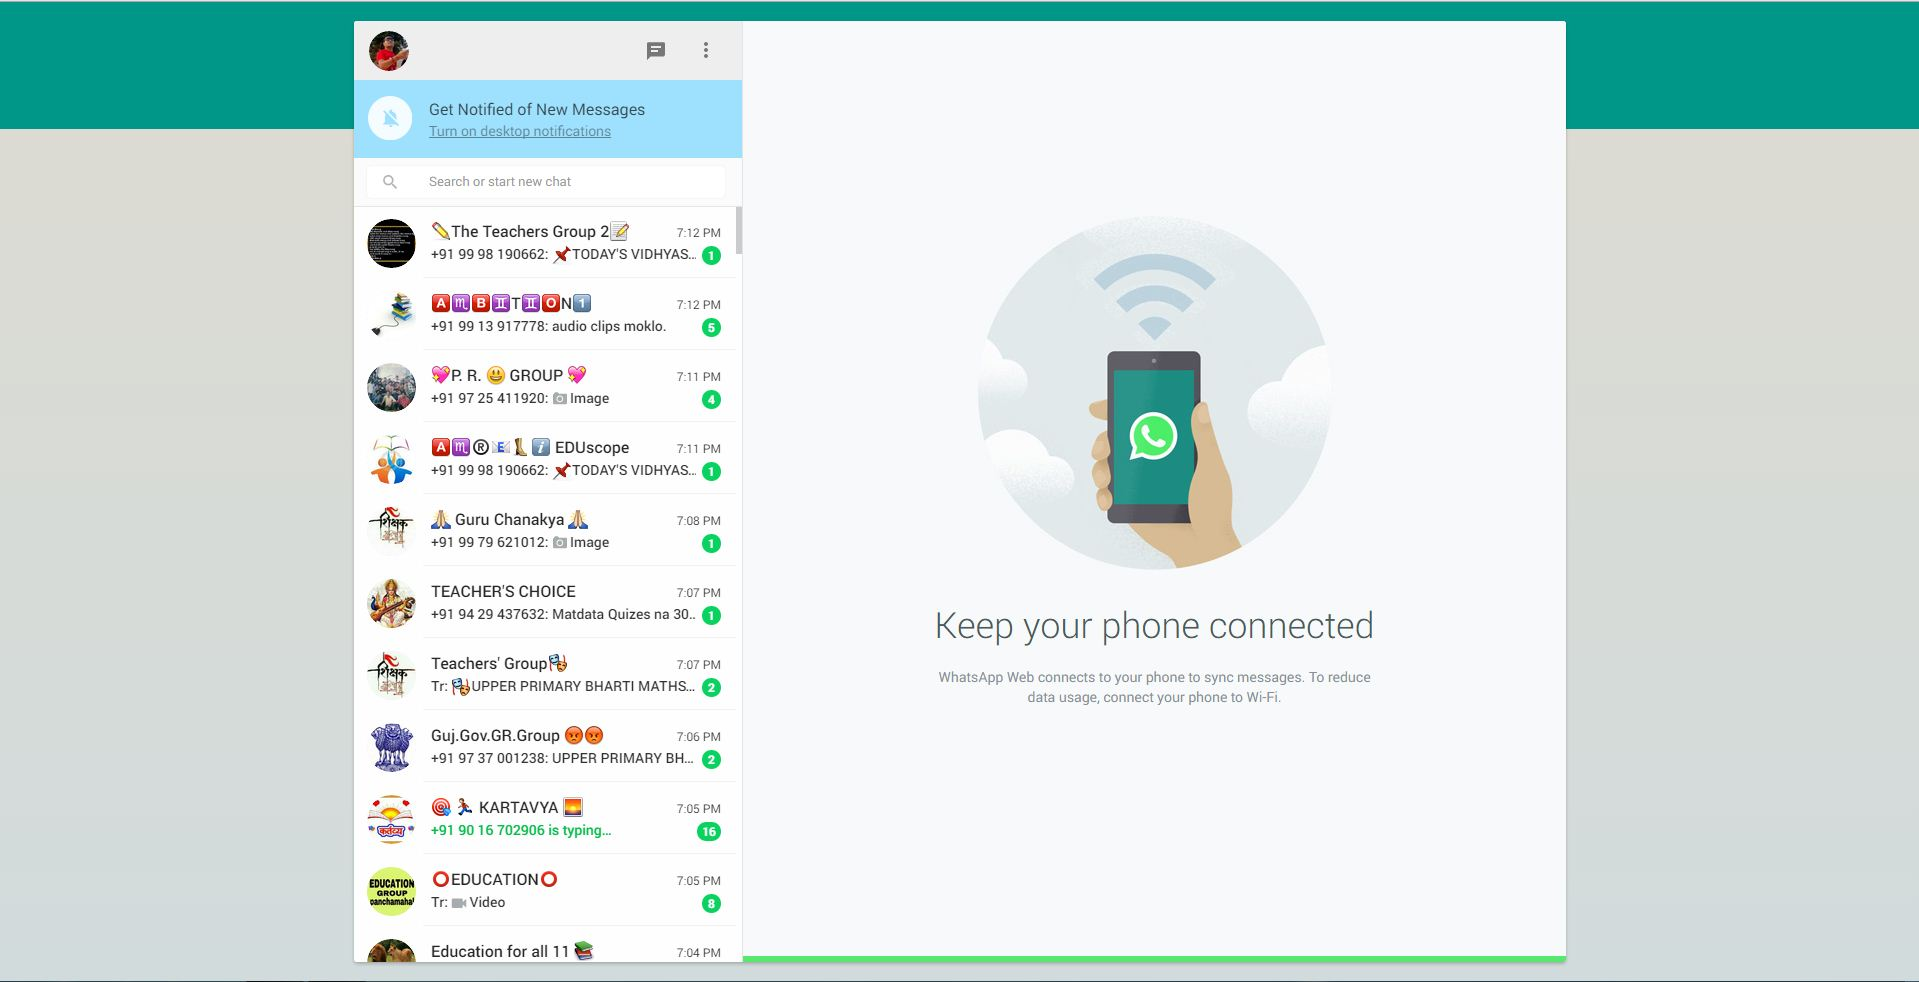 Get Notified of New Messages
Turn on desktop notifications
Search or start new chat
✏️The Teachers Group 2📝 7:12 PM
+91 99 98 190662: 📌TODAY'S VIDHYAS... 1
🅰♏🅱♊T♊🅾N1️⃣ 7:12 PM
+91 99 13 917778: audio clips moklo. 5
💖P. R. 😃 GROUP 💖 7:11 PM
+91 97 25 411920: 📷 Image 4
🅰♏®📧👢ℹ️ EDUscope 7:11 PM
+91 99 98 190662: 📌TODAY'S VIDHYAS... 1
🙏 Guru Chanakya 🙏 7:08 PM
+91 99 79 621012: 📷 Image 1
शिक्षक
TEACHER'S CHOICE 7:07 PM
+91 94 29 437632: Matdata Quizes na 30.. 1
Teachers' Group🎭 7:07 PM
Tr: 🎭UPPER PRIMARY BHARTI MATHS... 2
शिक्षक
Guj.Gov.GR.Group 😡😡 7:06 PM
+91 97 37 001238: UPPER PRIMARY BH... 2
🎯🏃 KARTAVYA 🌅 7:05 PM
+91 90 16 702906 is typing... 16
कर्तव्य
⭕EDUCATION⭕ 7:05 PM
Tr: 📹 Video 8
EDUCATION
GROUP
panchamahal
Education for all 11 📚 7:04 PM
Keep your phone connected
WhatsApp Web connects to your phone to sync messages. To reduce
data usage, connect your phone to Wi-Fi.